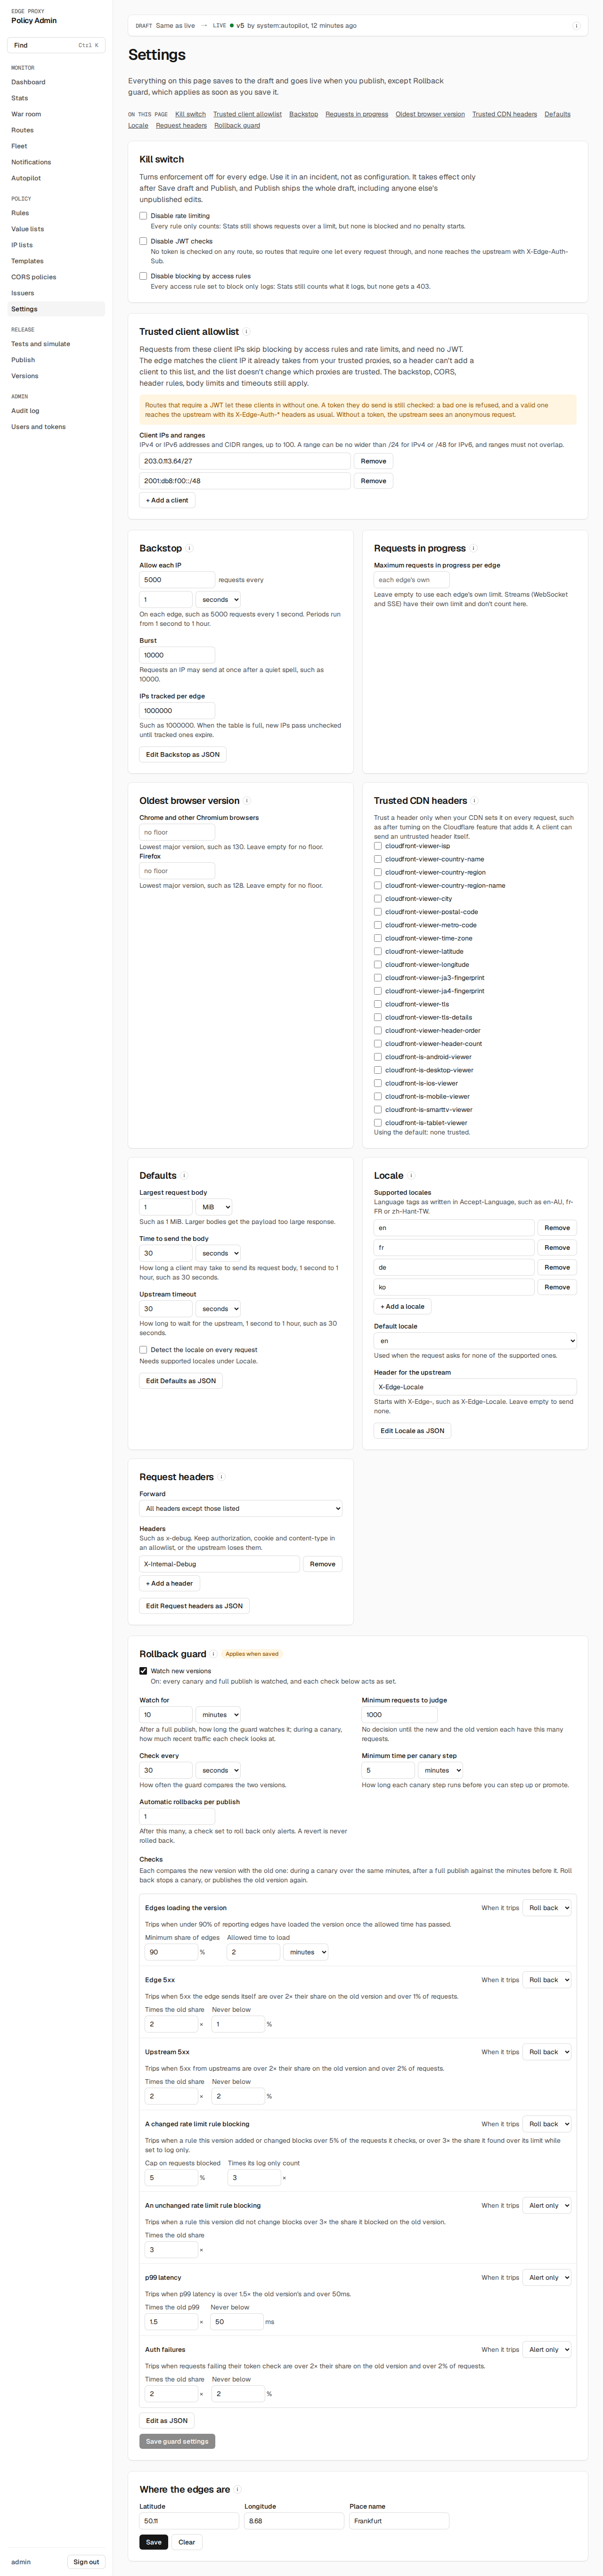 EDGE PROXY
Policy Admin
Find Ctrl K
MONITOR
Dashboard
Stats
War room
Routes
Fleet
Notifications
Autopilot
POLICY
Rules
Value lists
IP lists
Templates
CORS policies
Issuers
Settings
RELEASE
Tests and simulate
Publish
Versions
ADMIN
Audit log
Users and tokens
admin Sign out
DRAFT Same as live → LIVE v5 by system:autopilot, 12 minutes ago
Settings
Everything on this page saves to the draft and goes live when you publish, except Rollback
guard, which applies as soon as you save it.
ON THIS PAGE Kill switch Trusted client allowlist Backstop Requests in progress Oldest browser version Trusted CDN headers Defaults
Locale Request headers Rollback guard
Kill switch
Turns enforcement off for every edge. Use it in an incident, not as configuration. It takes effect only
after Save draft and Publish, and Publish ships the whole draft, including anyone else's
unpublished edits.
Disable rate limiting
Every rule only counts: Stats still shows requests over a limit, but none is blocked and no penalty starts.
Disable JWT checks
No token is checked on any route, so routes that require one let every request through, and none reaches the upstream with X-Edge-Auth-
Sub.
Disable blocking by access rules
Every access rule set to block only logs: Stats still counts what it logs, but none gets a 403.
Trusted client allowlist
Requests from these client IPs skip blocking by access rules and rate limits, and need no JWT.
The edge matches the client IP it already takes from your trusted proxies, so a header can't add a
client to this list, and the list doesn't change which proxies are trusted. The backstop, CORS,
header rules, body limits and timeouts still apply.
Routes that require a JWT let these clients in without one. A token they do send is still checked: a bad one is refused, and a valid one
reaches the upstream with its X-Edge-Auth-* headers as usual. Without a token, the upstream sees an anonymous request.
Client IPs and ranges
IPv4 or IPv6 addresses and CIDR ranges, up to 100. A range can be no wider than /24 for IPv4 or /48 for IPv6, and ranges must not overlap.
203.0.113.64/27 Remove
2001:db8:f00::/48 Remove
+ Add a client
Backstop
Allow each IP
5000 requests every
1 seconds
On each edge, such as 5000 requests every 1 second. Periods run
from 1 second to 1 hour.
Burst
10000
Requests an IP may send at once after a quiet spell, such as
10000.
IPs tracked per edge
1000000
Such as 1000000. When the table is full, new IPs pass unchecked
until tracked ones expire.
Edit Backstop as JSON
Requests in progress
Maximum requests in progress per edge
each edge's own
Leave empty to use each edge's own limit. Streams (WebSocket
and SSE) have their own limit and don't count here.
Oldest browser version
Chrome and other Chromium browsers
no floor
Lowest major version, such as 130. Leave empty for no floor.
Firefox
no floor
Lowest major version, such as 128. Leave empty for no floor.
Trusted CDN headers
Trust a header only when your CDN sets it on every request, such
as after turning on the Cloudflare feature that adds it. A client can
send an untrusted header itself.
cloudfront-viewer-isp
cloudfront-viewer-country-name
cloudfront-viewer-country-region
cloudfront-viewer-country-region-name
cloudfront-viewer-city
cloudfront-viewer-postal-code
cloudfront-viewer-metro-code
cloudfront-viewer-time-zone
cloudfront-viewer-latitude
cloudfront-viewer-longitude
cloudfront-viewer-ja3-fingerprint
cloudfront-viewer-ja4-fingerprint
cloudfront-viewer-tls
cloudfront-viewer-tls-details
cloudfront-viewer-header-order
cloudfront-viewer-header-count
cloudfront-is-android-viewer
cloudfront-is-desktop-viewer
cloudfront-is-ios-viewer
cloudfront-is-mobile-viewer
cloudfront-is-smarttv-viewer
cloudfront-is-tablet-viewer
Using the default: none trusted.
Defaults
Largest request body
1 MiB
Such as 1 MiB. Larger bodies get the payload too large response.
Time to send the body
30 seconds
How long a client may take to send its request body, 1 second to 1
hour, such as 30 seconds.
Upstream timeout
30 seconds
How long to wait for the upstream, 1 second to 1 hour, such as 30
seconds.
Detect the locale on every request
Needs supported locales under Locale.
Edit Defaults as JSON
Locale
Supported locales
Language tags as written in Accept-Language, such as en-AU, fr-
FR or zh-Hant-TW.
en Remove
fr Remove
de Remove
ko Remove
+ Add a locale
Default locale
en
Used when the request asks for none of the supported ones.
Header for the upstream
X-Edge-Locale
Starts with X-Edge-, such as X-Edge-Locale. Leave empty to send
none.
Edit Locale as JSON
Request headers
Forward
All headers except those listed
Headers
Such as x-debug. Keep authorization, cookie and content-type in
an allowlist, or the upstream loses them.
X-Internal-Debug Remove
+ Add a header
Edit Request headers as JSON
Rollback guard Applies when saved
Watch new versions
On: every canary and full publish is watched, and each check below acts as set.
Watch for
10 minutes
After a full publish, how long the guard watches it; during a canary,
how much recent traffic each check looks at.
Minimum requests to judge
1000
No decision until the new and the old version each have this many
requests.
Check every
30 seconds
How often the guard compares the two versions.
Minimum time per canary step
5 minutes
How long each canary step runs before you can step up or promote.
Automatic rollbacks per publish
1
After this many, a check set to roll back only alerts. A revert is never
rolled back.
Checks
Each compares the new version with the old one: during a canary over the same minutes, after a full publish against the minutes before it. Roll
back stops a canary, or publishes the old version again.
Edges loading the version When it trips Roll back
Trips when under 90% of reporting edges have loaded the version once the allowed time has passed.
Minimum share of edges Allowed time to load
90 % 2 minutes
Edge 5xx When it trips Roll back
Trips when 5xx the edge sends itself are over 2× their share on the old version and over 1% of requests.
Times the old share Never below
2 × 1 %
Upstream 5xx When it trips Roll back
Trips when 5xx from upstreams are over 2× their share on the old version and over 2% of requests.
Times the old share Never below
2 × 2 %
A changed rate limit rule blocking When it trips Roll back
Trips when a rule this version added or changed blocks over 5% of the requests it checks, or over 3× the share it found over its limit while
set to log only.
Cap on requests blocked Times its log only count
5 % 3 ×
An unchanged rate limit rule blocking When it trips Alert only
Trips when a rule this version did not change blocks over 3× the share it blocked on the old version.
Times the old share
3 ×
p99 latency When it trips Alert only
Trips when p99 latency is over 1.5× the old version's and over 50ms.
Times the old p99 Never below
1.5 × 50 ms
Auth failures When it trips Alert only
Trips when requests failing their token check are over 2× their share on the old version and over 2% of requests.
Times the old share Never below
2 × 2 %
Edit as JSON
Save guard settings
Where the edges are
Latitude Longitude Place name
50.11 8.68 Frankfurt
Save Clear